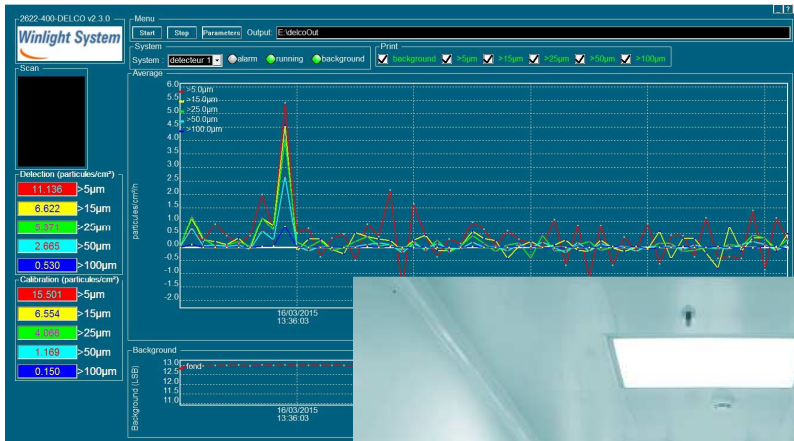 _ ?
2622-400-DELCO v2.3.0
Winlight System
Menu
Start Stop Parameters Output: E:\delcoOut
System
System : detecteur 1 alarm running background
Print
background >5µm >15µm >25µm >50µm >100µm
Scan
Average
6.0
5.5
5.0
4.5
4.0
3.5
3.0
2.5
2.0
1.5
1.0
0.5
0.0
-0.5
-1.0
-1.5
-2.0
particules/cm²/h
>5.0µm
>15.0µm
>25.0µm
>50.0µm
>100.0µm
16/03/2015
13:36:03
Detection (particules/cm²)
11.136 >5µm
6.622 >15µm
5.371 >25µm
2.665 >50µm
0.530 >100µm
Calibration (particules/cm²)
15.501 >5µm
6.554 >15µm
4.066 >25µm
1.169 >50µm
0.150 >100µm
Background
Background (LSB)
13.0
12.5
12.0
11.5
11.0
fond
16/03/2015
13:36:03